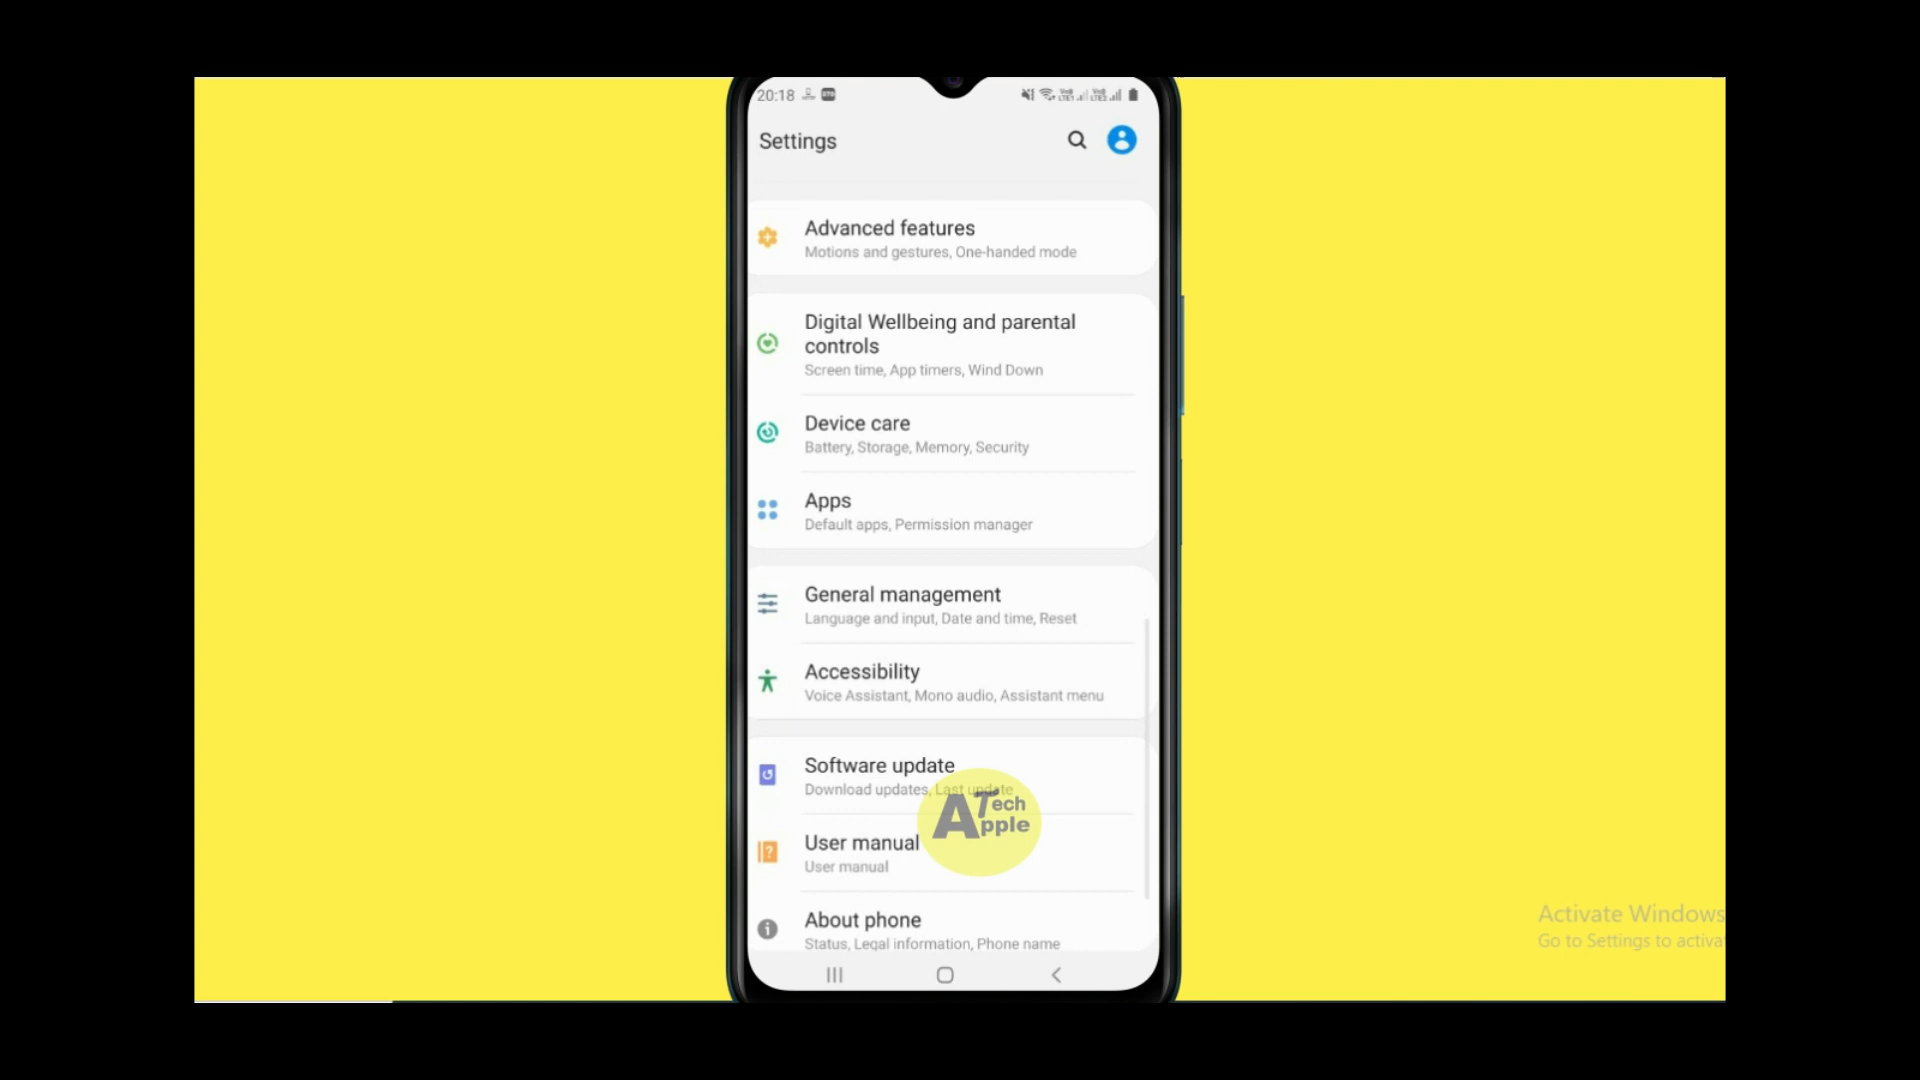 20:18
Settings
Advanced features
Motions and gestures, One-handed mode
Digital Wellbeing and parental
controls
Screen time, App timers, Wind Down
Device care
Battery, Storage, Memory, Security
Apps
Default apps, Permission manager
General management
Language and input, Date and time, Reset
Accessibility
Voice Assistant, Mono audio, Assistant menu
Software update
Download updates, Last update
ATech
Apple
User manual
User manual
About phone
Status, Legal information, Phone name
Activate Windows
Go to Settings to activa